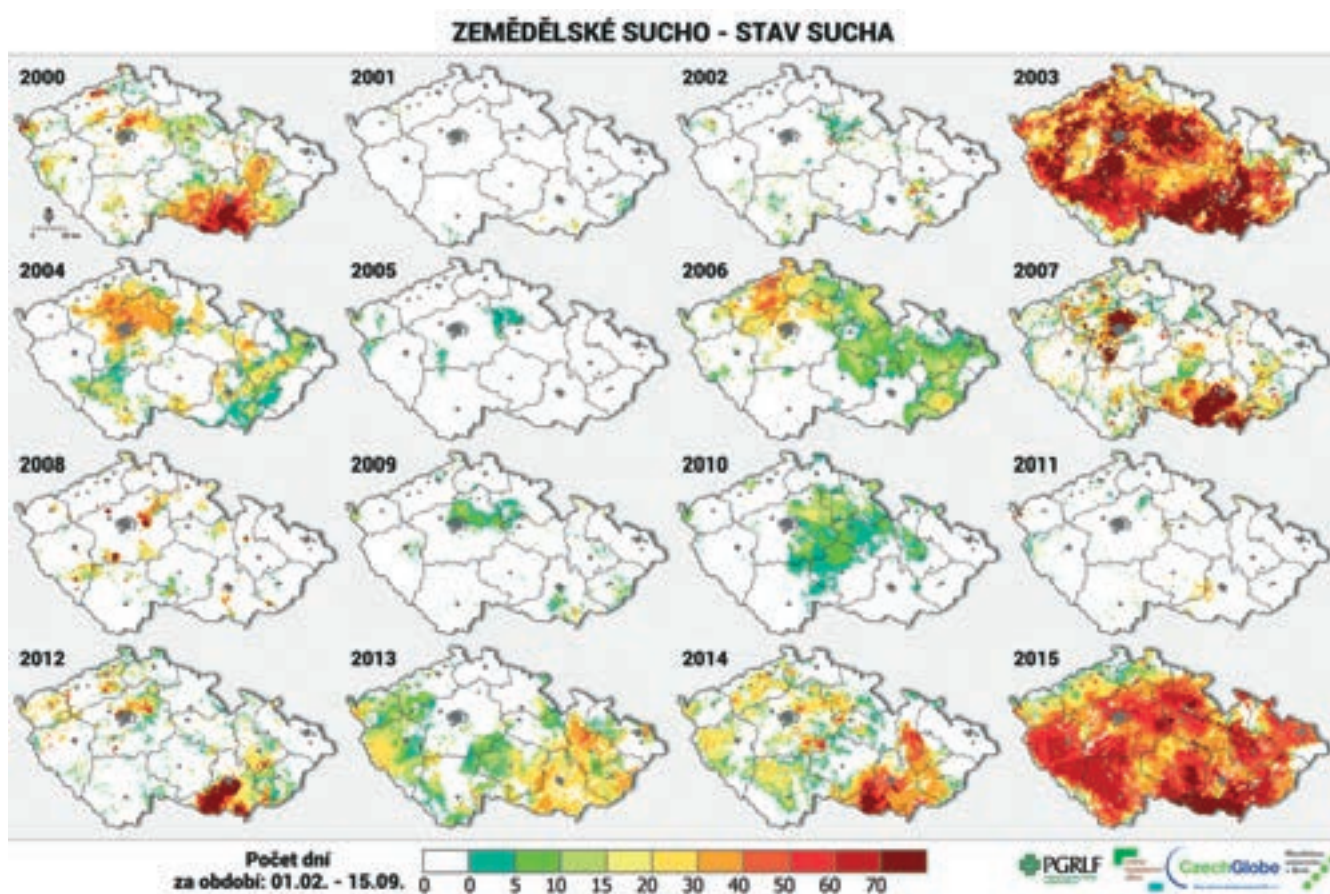 ZEMĚDĚLSKÉ SUCHO - STAV SUCHA
2000 2001 2002 2003
2004 2005 2006 2007
2008 2009 2010 2011
2012 2013 2014 2015
Počet dní
za období: 01.02. - 15.09. 0 0 5 10 15 20 30 40 50 60 70
PGRLF CzechGlobe